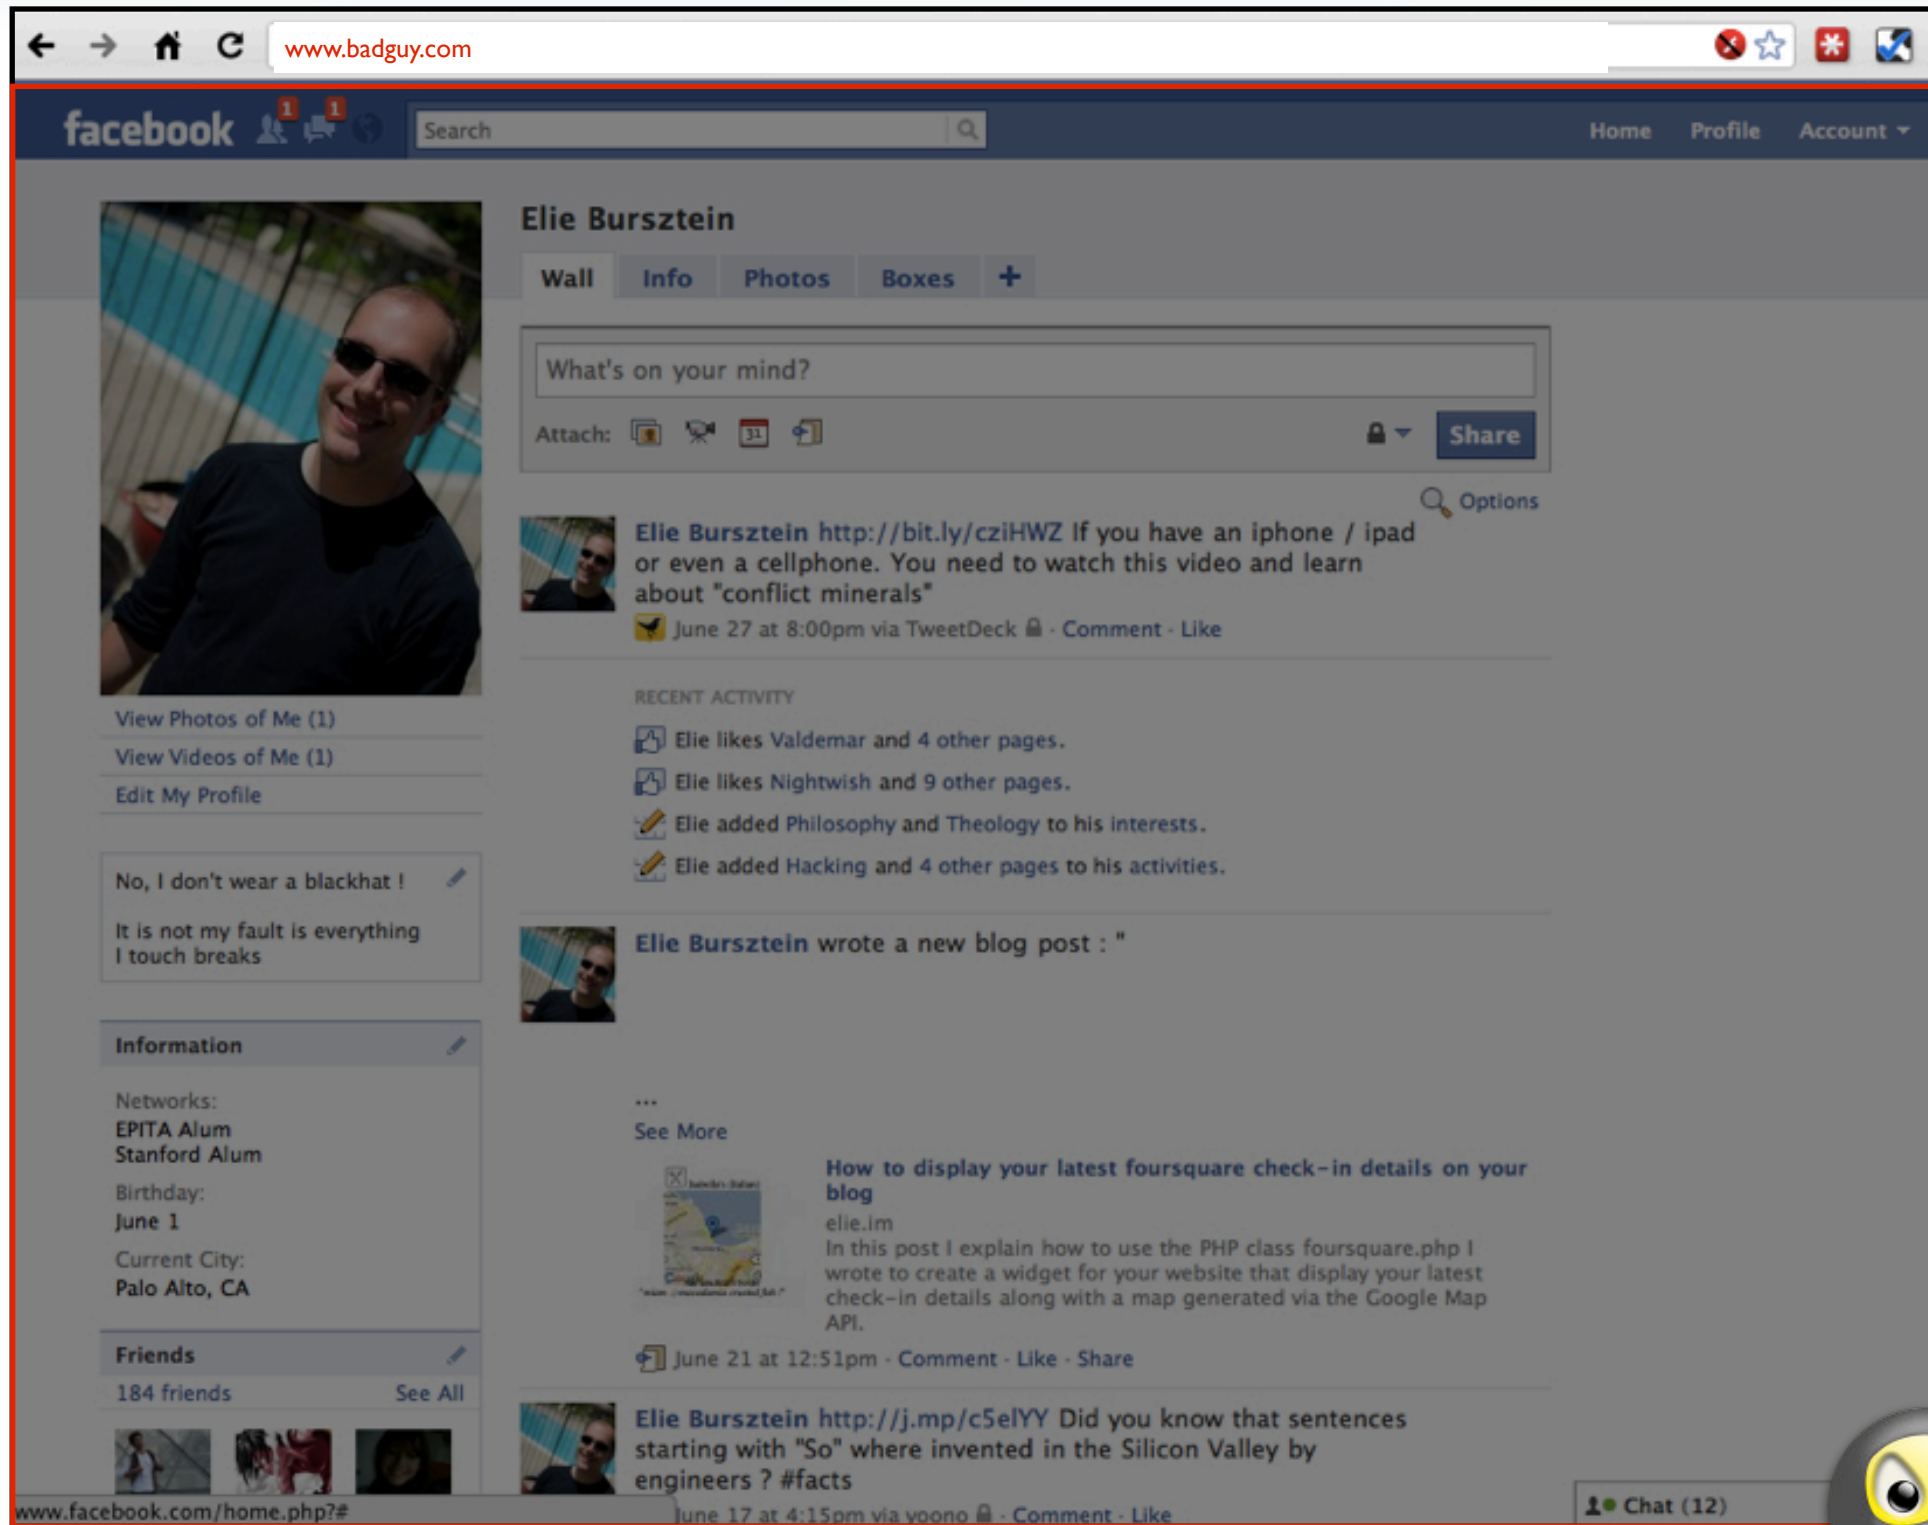 www.badguy.com
facebook
1
1
Search
Home Profile Account
Elie Bursztein
Wall Info Photos Boxes +
What's on your mind?
Attach:
31
Share
Options
Elie Bursztein http://bit.ly/cziHWZ If you have an iphone / ipad
or even a cellphone. You need to watch this video and learn
about "conflict minerals"
June 27 at 8:00pm via TweetDeck · Comment · Like
RECENT ACTIVITY
Elie likes Valdemar and 4 other pages.
Elie likes Nightwish and 9 other pages.
Elie added Philosophy and Theology to his interests.
Elie added Hacking and 4 other pages to his activities.
Elie Bursztein wrote a new blog post : "
...
See More
How to display your latest foursquare check-in details on your
blog
elie.im
In this post I explain how to use the PHP class foursquare.php I
wrote to create a widget for your website that display your latest
check-in details along with a map generated via the Google Map
API.
June 21 at 12:51pm · Comment · Like · Share
Elie Bursztein http://j.mp/c5elYY Did you know that sentences
starting with "So" where invented in the Silicon Valley by
engineers ? #facts
June 17 at 4:15pm via yoono · Comment · Like
View Photos of Me (1)
View Videos of Me (1)
Edit My Profile
No, I don't wear a blackhat !
It is not my fault is everything
I touch breaks
Information
Networks:
EPITA Alum
Stanford Alum
Birthday:
June 1
Current City:
Palo Alto, CA
Friends
184 friends See All
www.facebook.com/home.php?#
Chat (12)